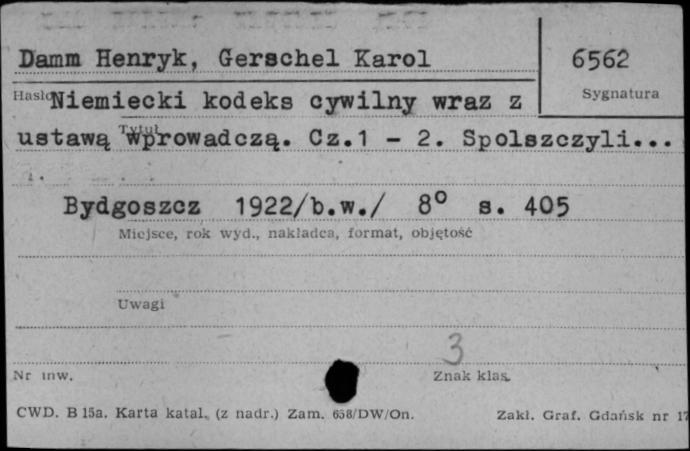 Damm Henryk, Gerschel Karol
6562
Hasło
Niemiecki kodeks cywilny wraz z
Sygnatura
Tytuł
ustawą wprowadczą. Cz.1 - 2. Spolszczyli...
Bydgoszcz 1922/b.w./ 8° s. 405
Miejsce, rok wyd., nakładca, format, objętość
Uwagi
3
Nr inw.
Znak klas.
CWD. B 15a. Karta katal. (z nadr.) Zam. 658/DW/On.
Zakł. Graf. Gdańsk nr 17